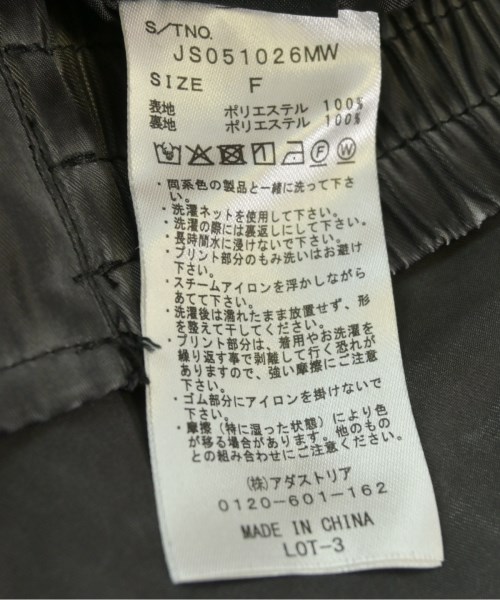 S/TNO.
JS051026MW
SIZE F
表地 ポリエステル 100%
裏地 ポリエステル 100%
・同系色の製品と一緒に洗って下さ
い。
・洗濯ネットを使用して下さい。
・洗濯の際には裏返しにして下さい。
・長時間水に浸けないで下さい。
・プリント部分のもみ洗いはお避け
下さい。
・スチームアイロンを浮かしながら
あてて下さい。
・洗濯後は濡れたまま放置せず、形
を整えて干してください。
・プリント部分は、着用やお洗濯を
繰り返す事で剥離して行く恐れが
ありますので、強い摩擦にご注意
下さい。
・ゴム部分にアイロンを掛けないで
下さい。
・摩擦（特に湿った状態）により色
が移る場合があります。他のもの
との組み合わせにご注意ください。
(株)アダストリア
0120-601-162
MADE IN CHINA
LOT-3